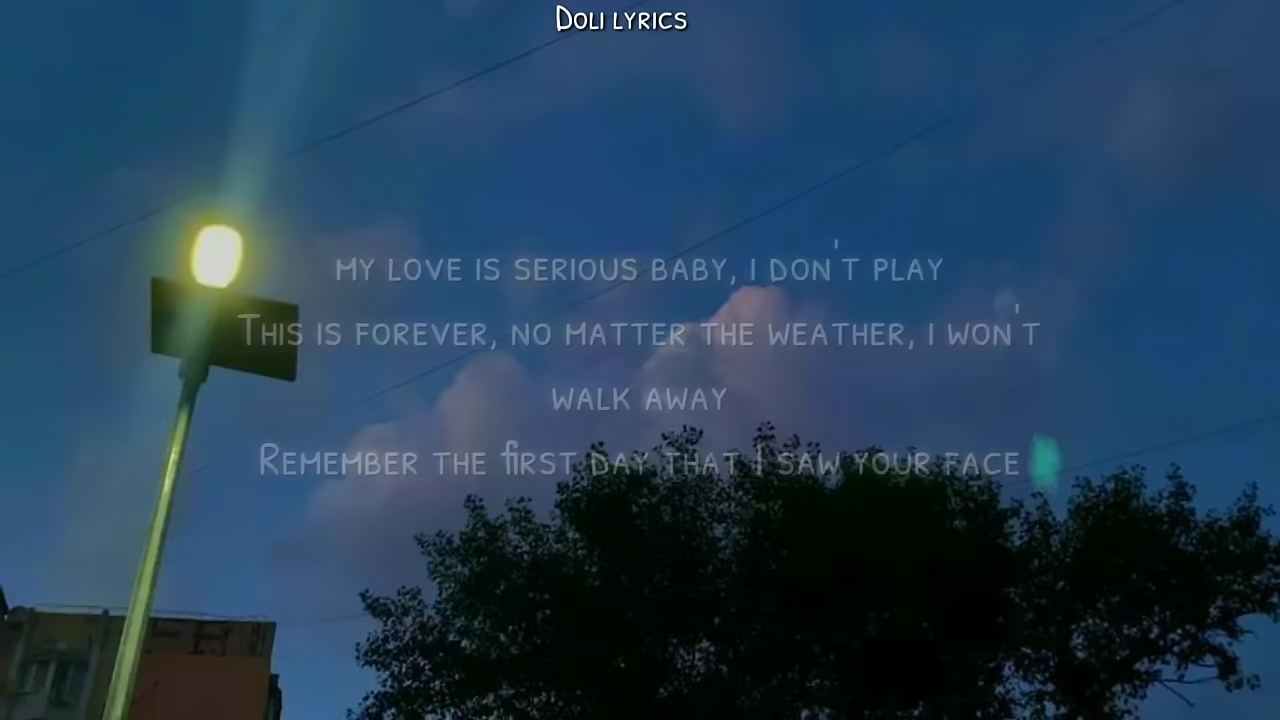 Doli lyrics
my love is serious baby, I don't play
This is forever, no matter the weather, I won't
walk away
Remember the first day that I saw your face